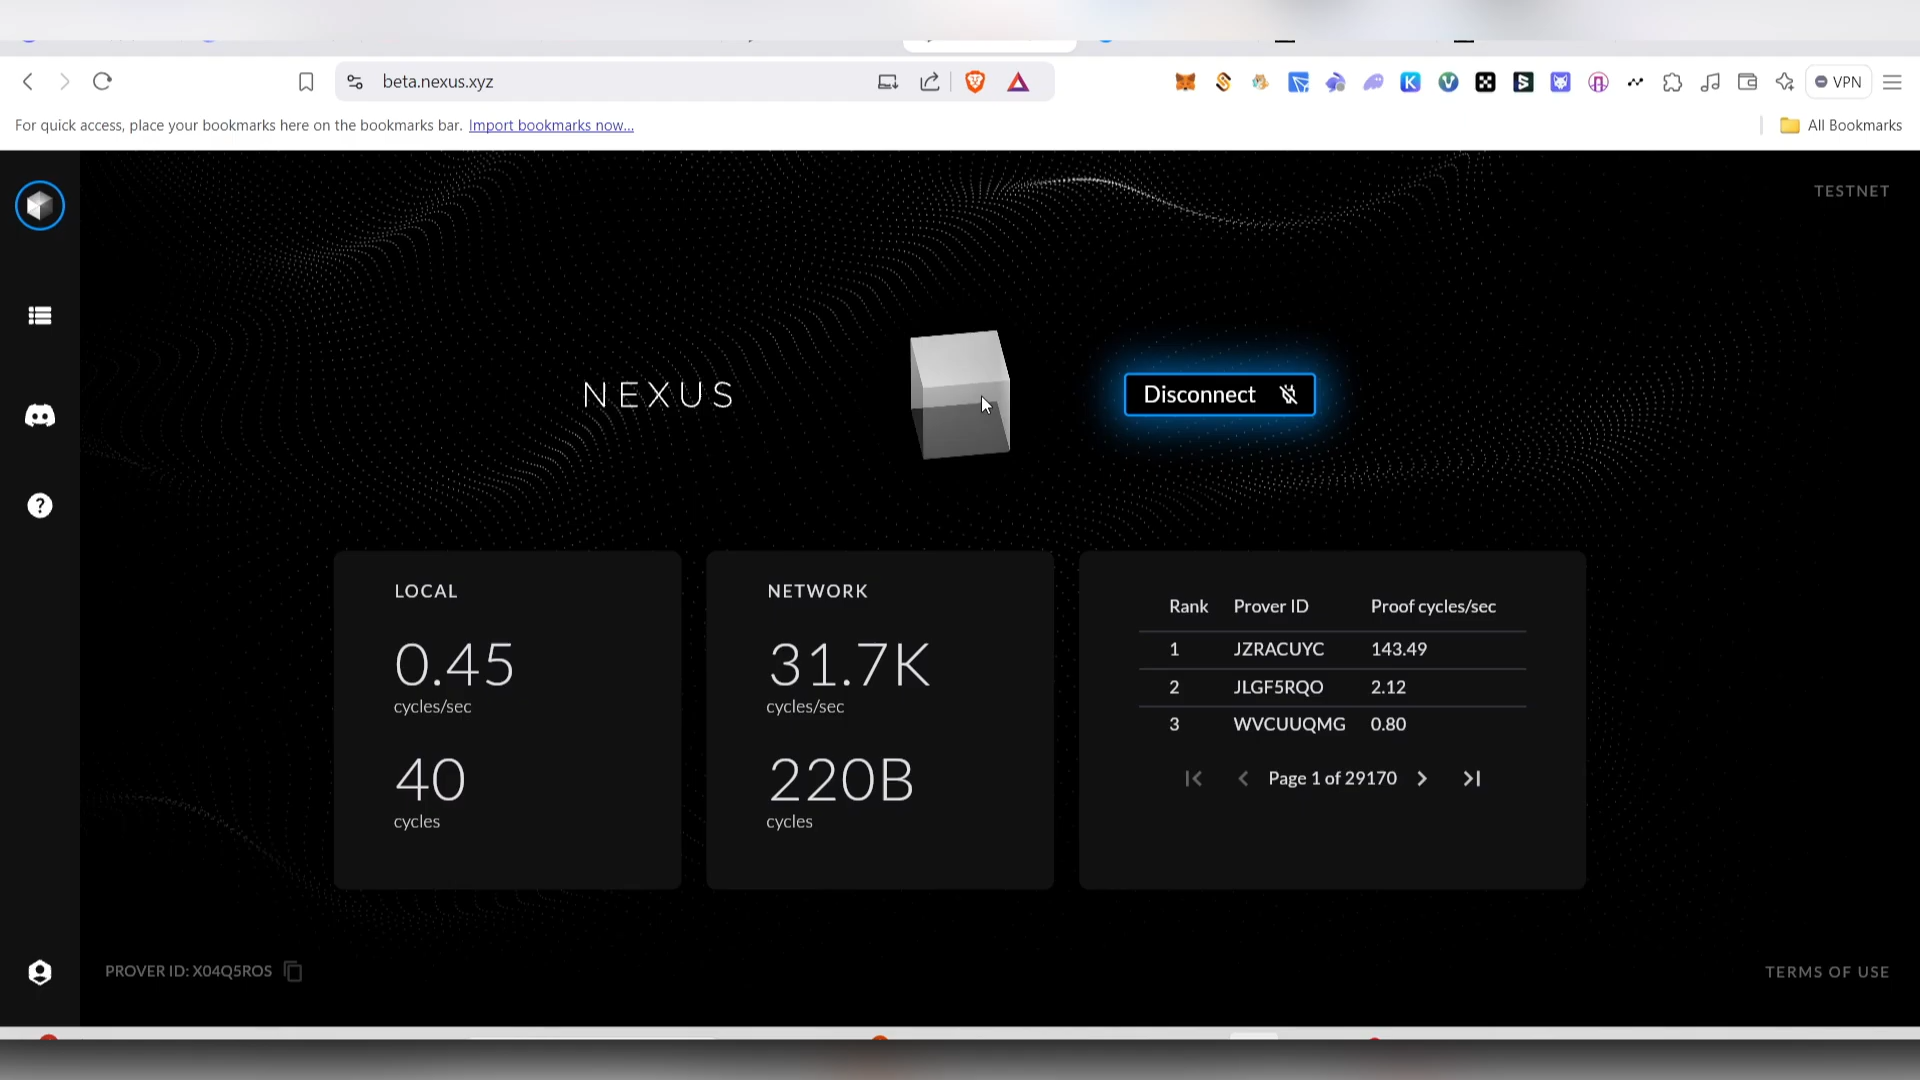 beta.nexus.xyz
VPN
For quick access, place your bookmarks here on the bookmarks bar. Import bookmarks now...
All Bookmarks
TESTNET
NEXUS
Disconnect
LOCAL
0.45
cycles/sec
40
cycles
NETWORK
31.7K
cycles/sec
220B
cycles
Rank Prover ID Proof cycles/sec
1 JZRACUYC 143.49
2 JLGF5RQO 2.12
3 WVCUUQMG 0.80
Page 1 of 29170
PROVER ID: X04Q5ROS
TERMS OF USE